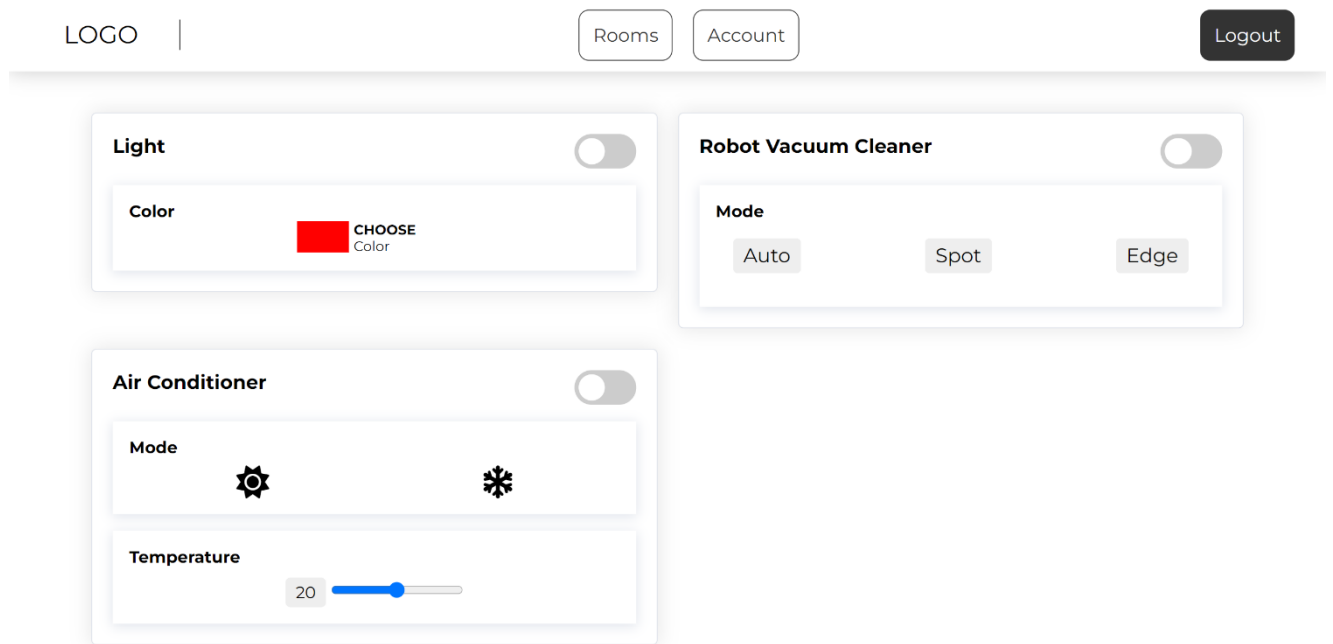 LOGO
Rooms
Account
Logout
Light
Color
CHOOSE
Color
Robot Vacuum Cleaner
Mode
Auto
Spot
Edge
Air Conditioner
Mode
Temperature
20